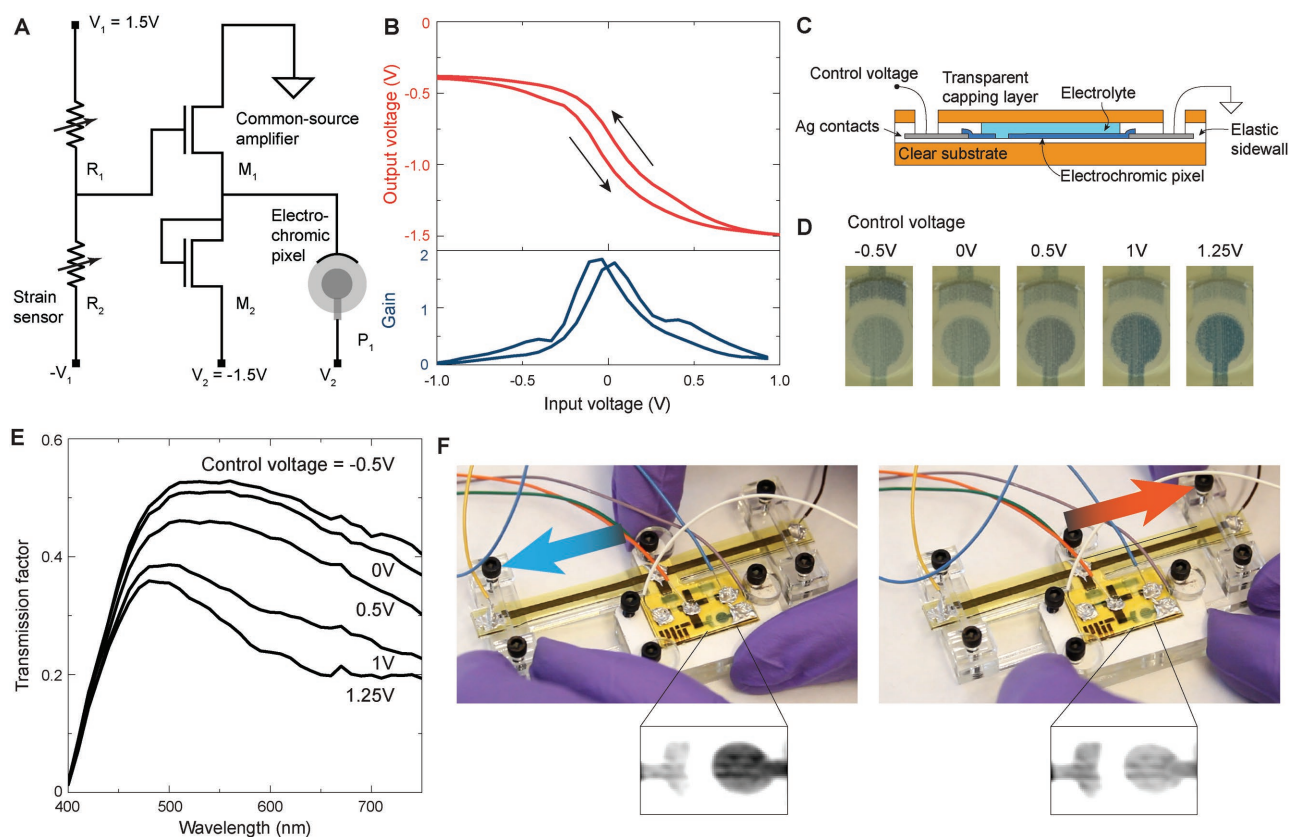 A
V1 = 1.5V
Common-source
amplifier
R1
M1
Electro-
chromic
pixel
Strain
sensor
R2
M2
P1
-V1
V2 = -1.5V
V2
B
0
-0.5
-1.0
-1.5
Output voltage (V)
2
1
0
Gain
-1.0
-0.5
0
0.5
1.0
Input voltage (V)
C
Control voltage
Transparent
capping layer
Electrolyte
Ag contacts
Elastic
sidewall
Clear substrate
Electrochromic pixel
D
Control voltage
-0.5V
0V
0.5V
1V
1.25V
E
0.6
0.4
0.2
0
Transmission factor
Control voltage = -0.5V
0V
0.5V
1V
1.25V
400
500
600
700
Wavelength (nm)
F